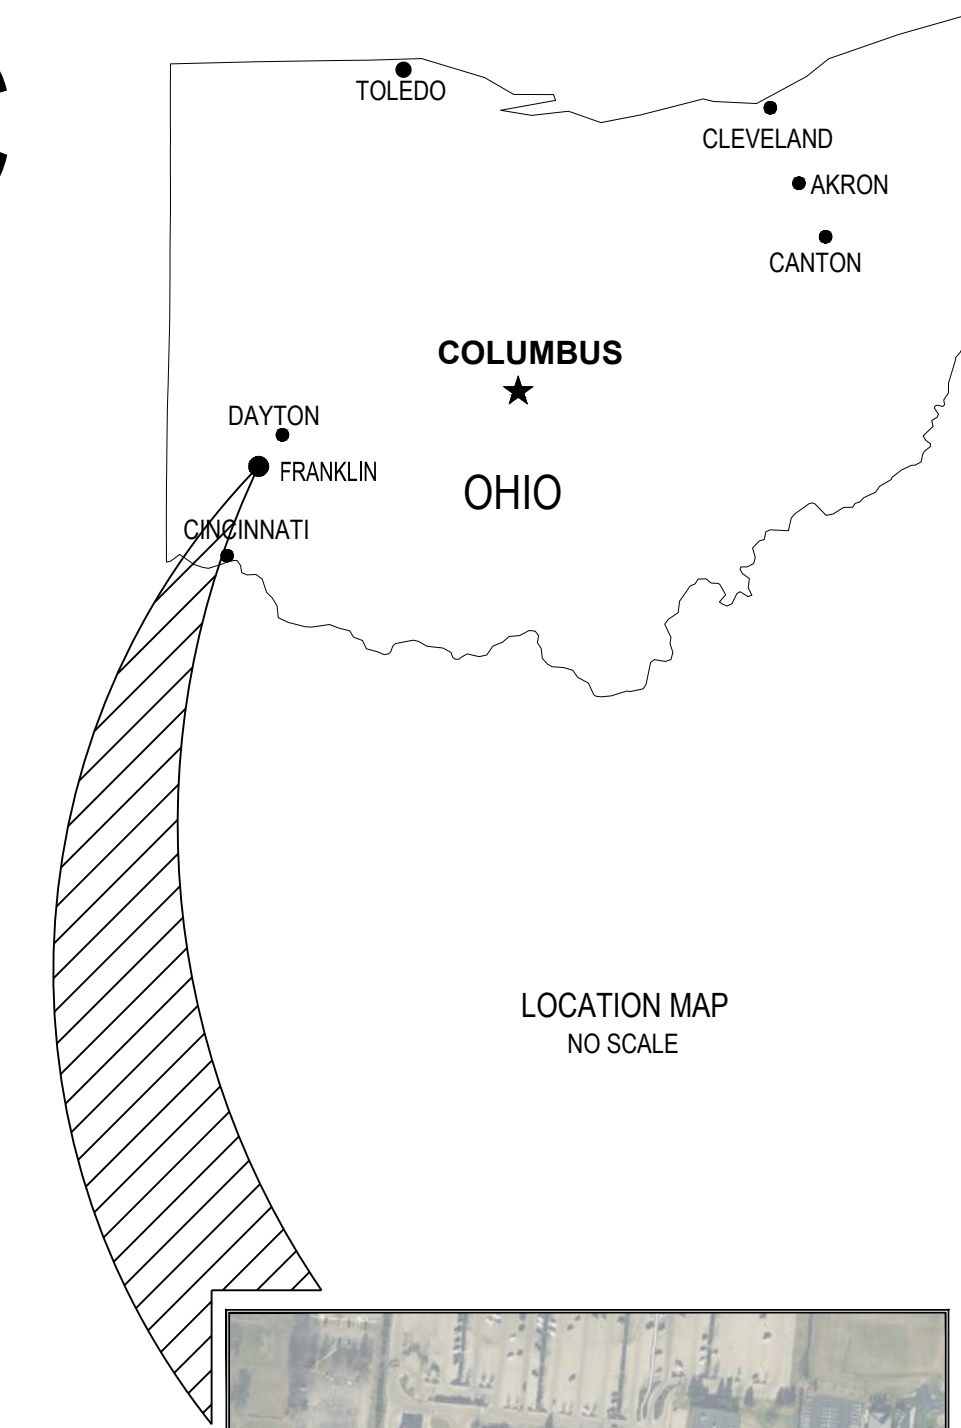 TOLEDO
CLEVELAND
AKRON
CANTON
COLUMBUS
DAYTON
FRANKLIN
OHIO
CINCINNATI
LOCATION MAP
NO SCALE